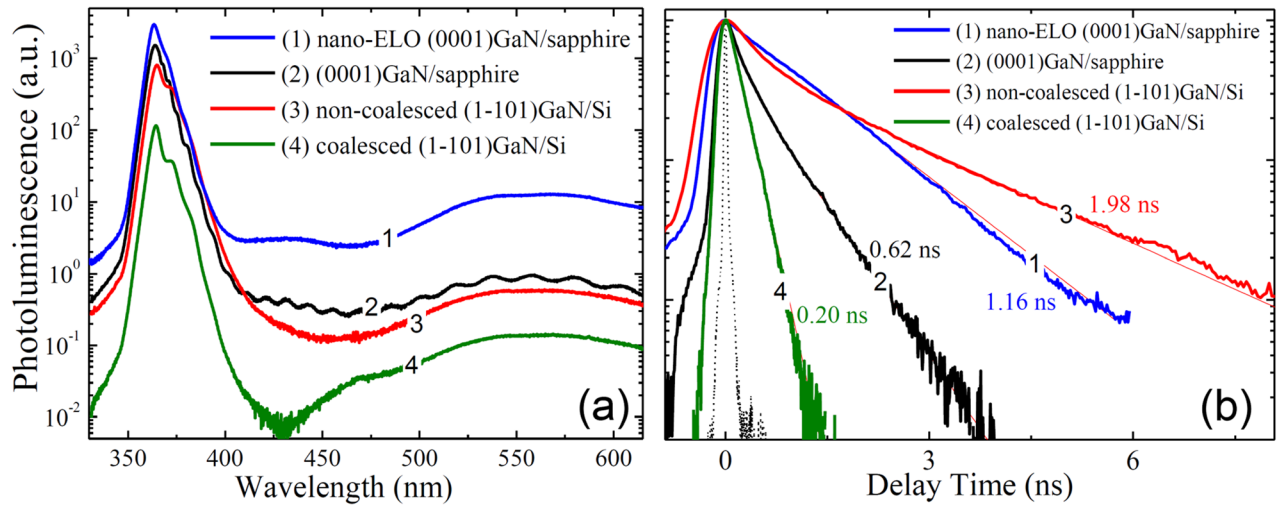 Photoluminescence (a.u.)
10³
10²
10¹
10⁰
10⁻¹
10⁻²
(1) nano-ELO (0001)GaN/sapphire
(2) (0001)GaN/sapphire
(3) non-coalesced (1-101)GaN/Si
(4) coalesced (1-101)GaN/Si
1
2
3
4
(a)
350 400 450 500 550 600
Wavelength (nm)
(1) nano-ELO (0001)GaN/sapphire
(2) (0001)GaN/sapphire
(3) non-coalesced (1-101)GaN/Si
(4) coalesced (1-101)GaN/Si
3 1.98 ns
0.62 ns
1
2
4
1.16 ns
0.20 ns
(b)
0 3 6
Delay Time (ns)